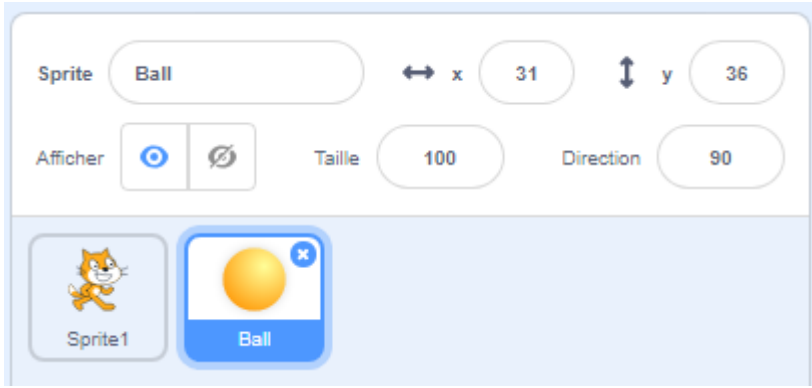 Sprite Ball x 31 y 36
Afficher Taille 100 Direction 90
Sprite1 Ball